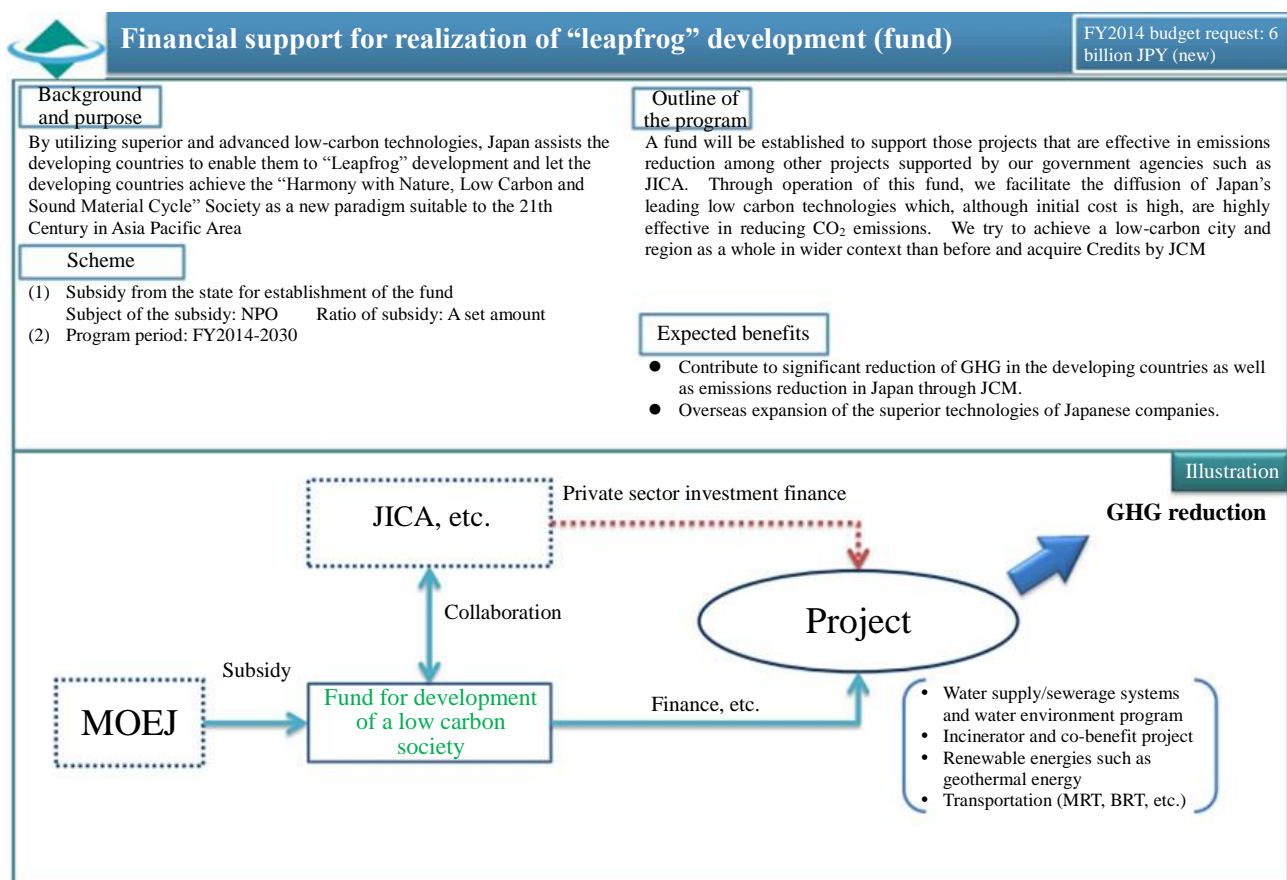 Financial support for realization of “leapfrog” development (fund)
FY2014 budget request: 6
billion JPY (new)
Background
and purpose
By utilizing superior and advanced low-carbon technologies, Japan assists the
developing countries to enable them to “Leapfrog” development and let the
developing countries achieve the “Harmony with Nature, Low Carbon and
Sound Material Cycle” Society as a new paradigm suitable to the 21th
Century in Asia Pacific Area
Scheme
(1) Subsidy from the state for establishment of the fund
Subject of the subsidy: NPO Ratio of subsidy: A set amount
(2) Program period: FY2014-2030
Outline of
the program
A fund will be established to support those projects that are effective in emissions
reduction among other projects supported by our government agencies such as
JICA. Through operation of this fund, we facilitate the diffusion of Japan’s
leading low carbon technologies which, although initial cost is high, are highly
effective in reducing CO₂ emissions. We try to achieve a low-carbon city and
region as a whole in wider context than before and acquire Credits by JCM
Expected benefits
● Contribute to significant reduction of GHG in the developing countries as well
as emissions reduction in Japan through JCM.
● Overseas expansion of the superior technologies of Japanese companies.
Illustration
JICA, etc.
Private sector investment finance
GHG reduction
Collaboration
Project
MOEJ
Subsidy
Fund for development
of a low carbon
society
Finance, etc.
• Water supply/sewerage systems
and water environment program
• Incinerator and co-benefit project
• Renewable energies such as
geothermal energy
• Transportation (MRT, BRT, etc.)